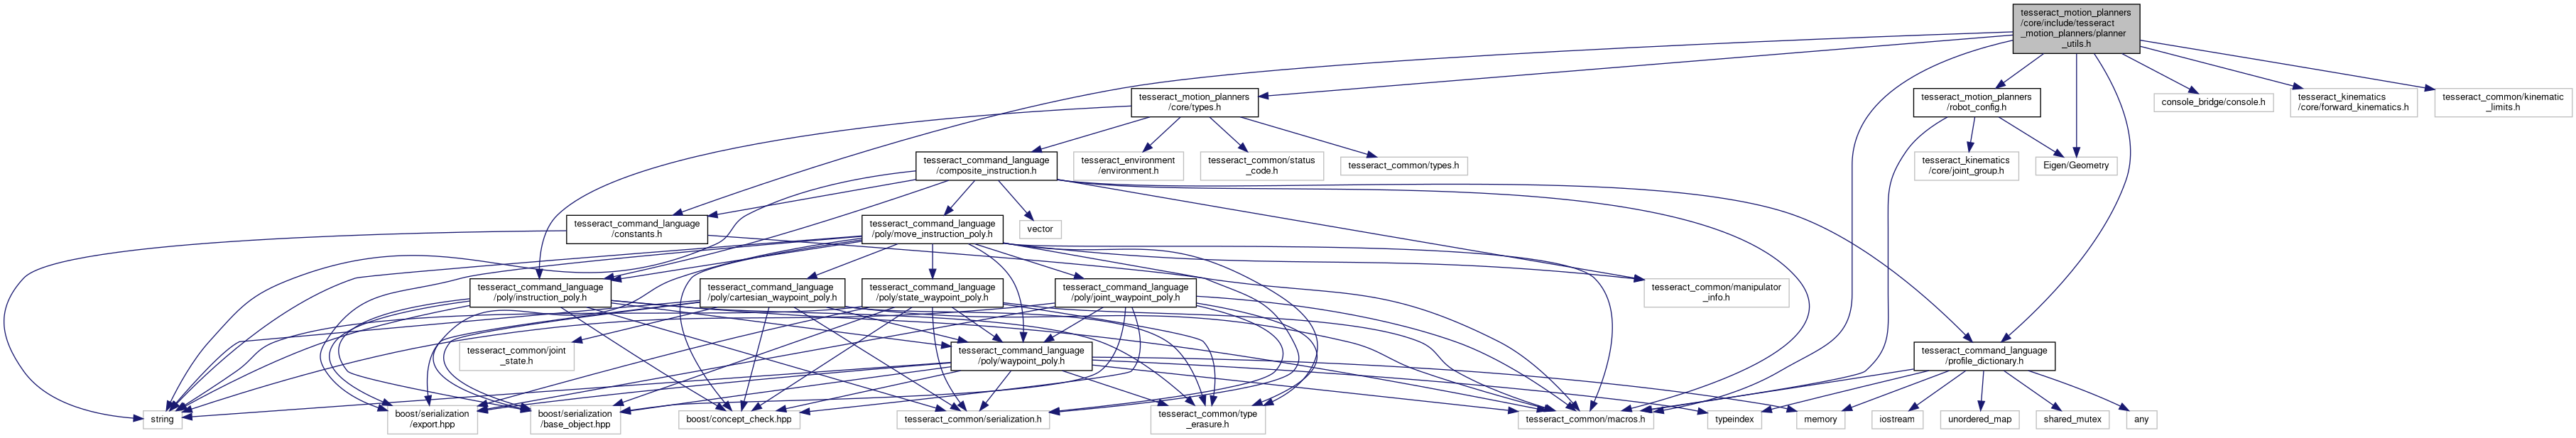 tesseract_motion_planners
/core/include/tesseract
_motion_planners/planner
_utils.h
tesseract_motion_planners
/core/types.h
tesseract_motion_planners
/robot_config.h
console_bridge/console.h
tesseract_kinematics
/core/forward_kinematics.h
tesseract_common/kinematic
_limits.h
tesseract_command_language
/composite_instruction.h
tesseract_environment
/environment.h
tesseract_common/status
_code.h
tesseract_common/types.h
tesseract_kinematics
/core/joint_group.h
Eigen/Geometry
tesseract_command_language
/constants.h
tesseract_command_language
/poly/move_instruction_poly.h
vector
tesseract_command_language
/poly/instruction_poly.h
tesseract_command_language
/poly/cartesian_waypoint_poly.h
tesseract_command_language
/poly/state_waypoint_poly.h
tesseract_command_language
/poly/joint_waypoint_poly.h
tesseract_common/manipulator
_info.h
tesseract_common/joint
_state.h
tesseract_command_language
/poly/waypoint_poly.h
tesseract_command_language
/profile_dictionary.h
string
boost/serialization
/export.hpp
boost/serialization
/base_object.hpp
boost/concept_check.hpp
tesseract_common/serialization.h
tesseract_common/type
_erasure.h
tesseract_common/macros.h
typeindex
memory
iostream
unordered_map
shared_mutex
any